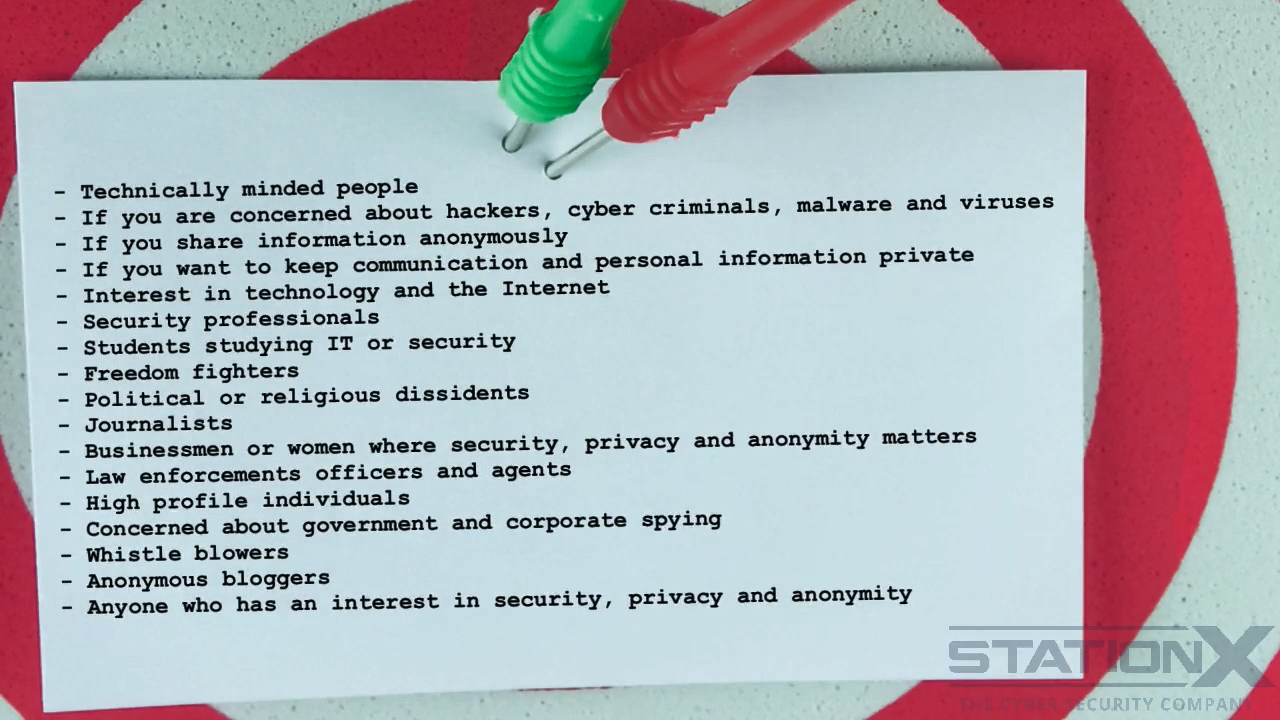 - Technically minded people
- If you are concerned about hackers, cyber criminals, malware and viruses
- If you share information anonymously
- If you want to keep communication and personal information private
- Interest in technology and the Internet
- Security professionals
- Students studying IT or security
- Freedom fighters
- Political or religious dissidents
- Journalists
- Businessmen or women where security, privacy and anonymity matters
- Law enforcements officers and agents
- High profile individuals
- Concerned about government and corporate spying
- Whistle blowers
- Anonymous bloggers
- Anyone who has an interest in security, privacy and anonymity
STATIONX
THE CYBER SECURITY COMPANY